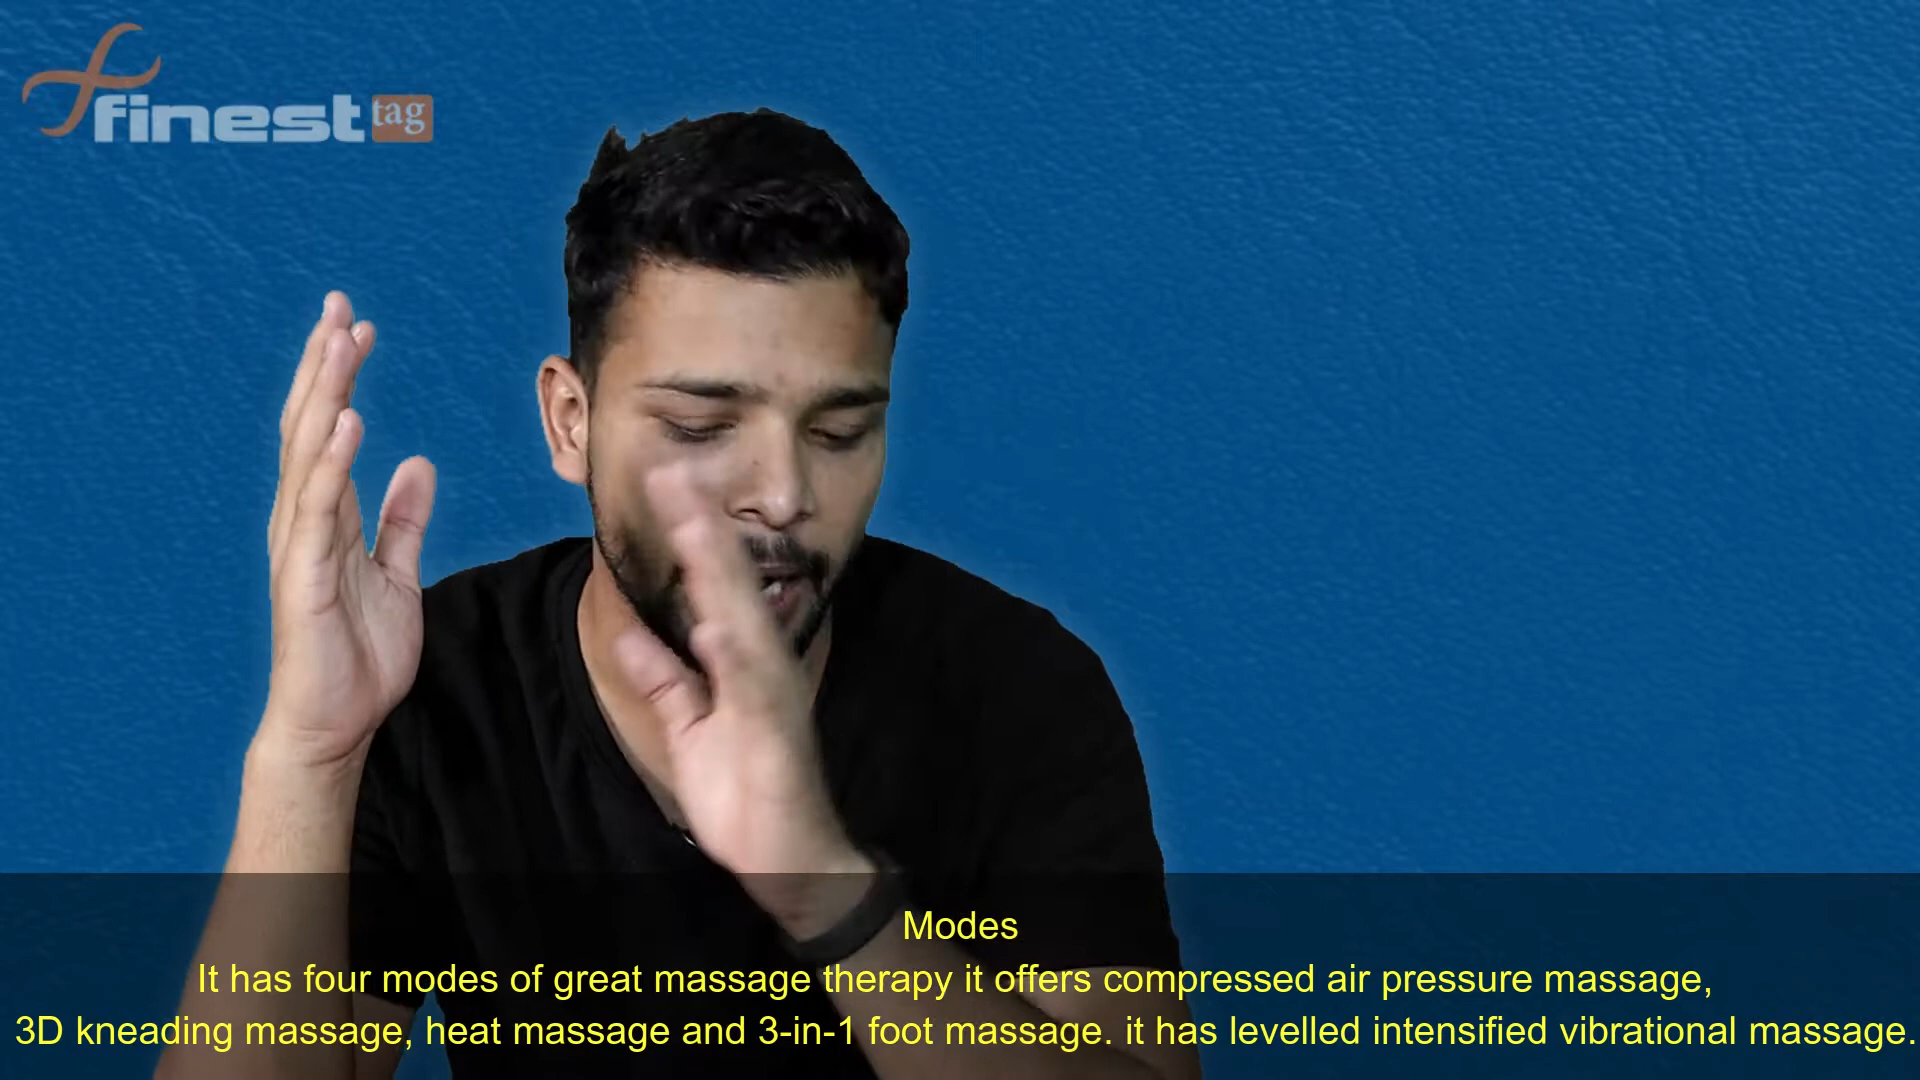 finest tag
Modes
It has four modes of great massage therapy it offers compressed air pressure massage,
3D kneading massage, heat massage and 3-in-1 foot massage. it has levelled intensified vibrational massage.